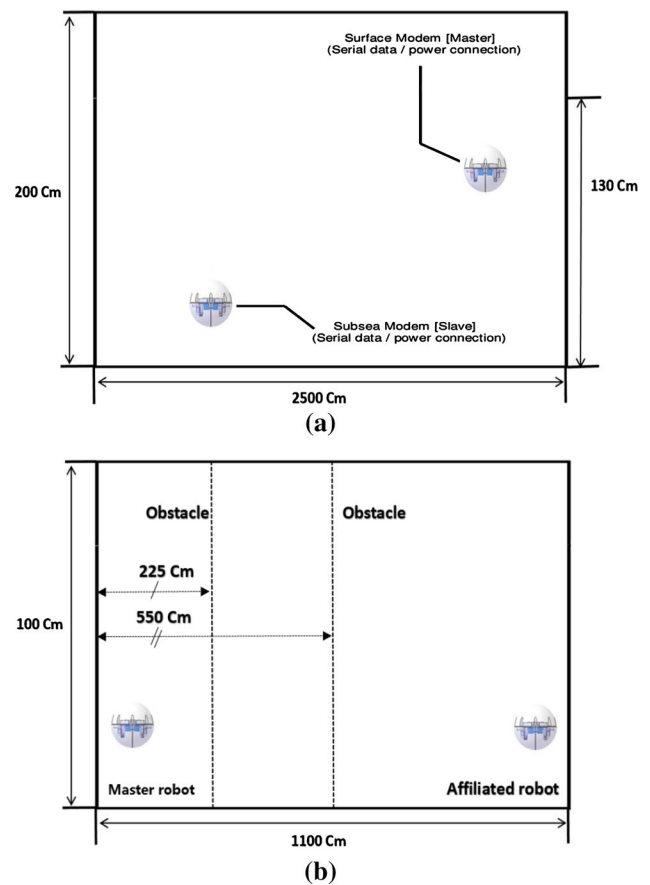 Surface Modem [Master]
(Serial data / power connection)
200 Cm
130 Cm
Subsea Modem [Slave]
(Serial data / power connection)
2500 Cm
(a)
Obstacle
Obstacle
225 Cm
550 Cm
100 Cm
Master robot
Affiliated robot
1100 Cm
(b)